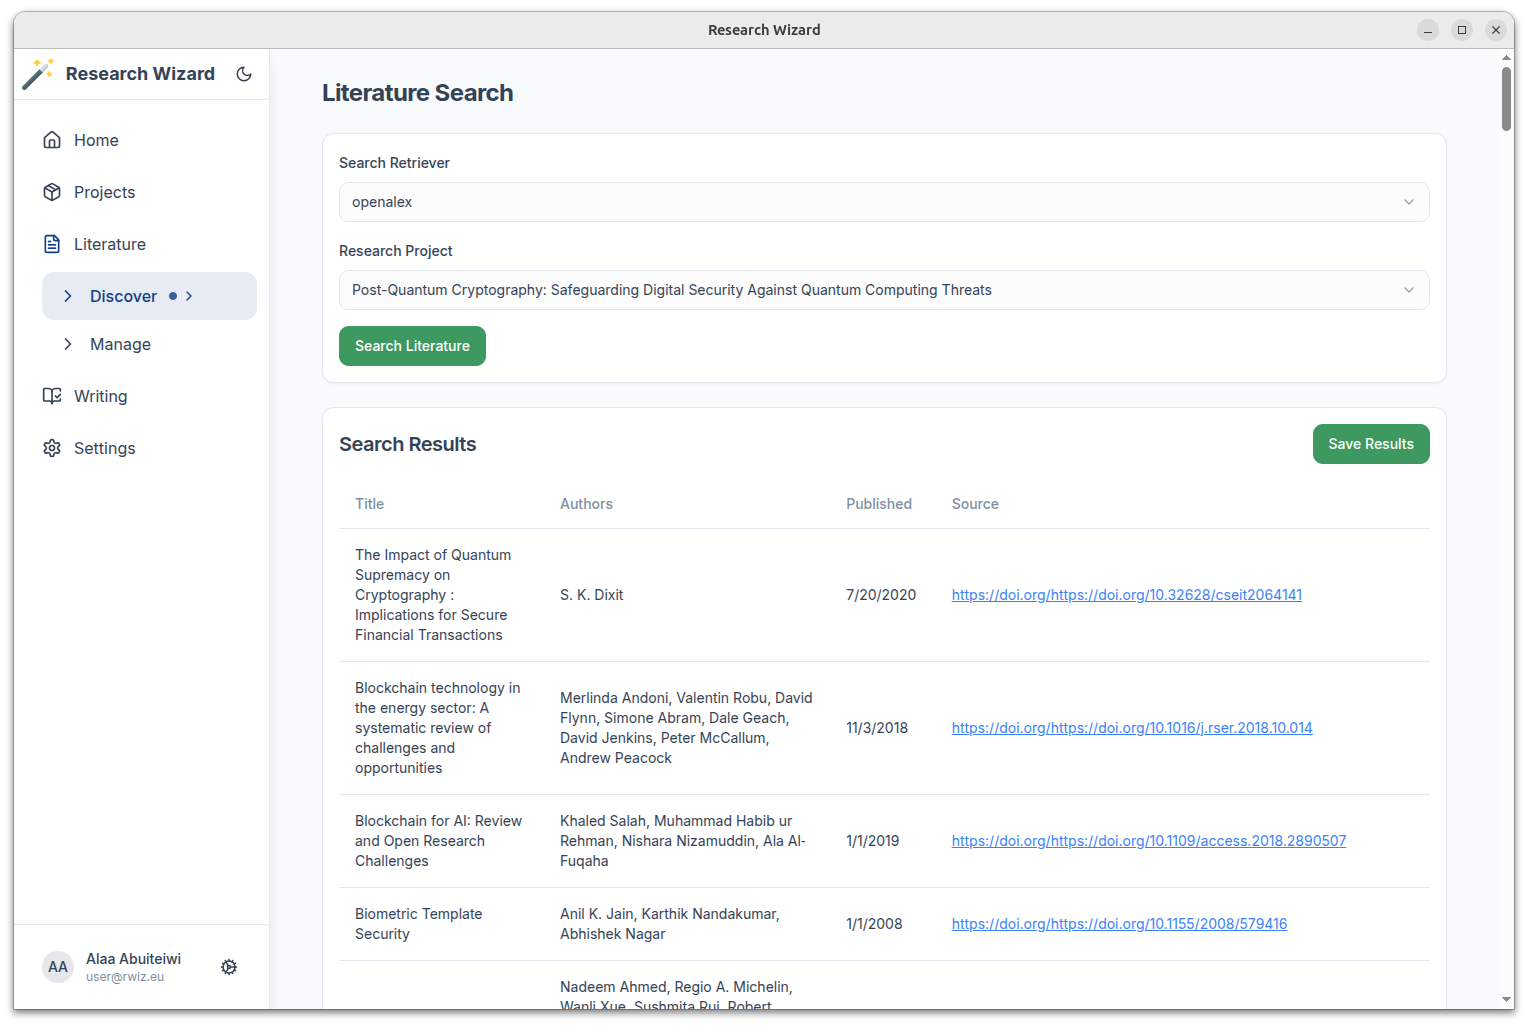 Research Wizard
Research Wizard
Home
Projects
Literature
Discover
Manage
Writing
Settings
AA
Alaa Abuiteiwi
user@rwiz.eu
Literature Search
Search Retriever
openalex
Research Project
Post-Quantum Cryptography: Safeguarding Digital Security Against Quantum Computing Threats
Search Literature
Search Results
Save Results
Title Authors Published Source
The Impact of Quantum
Supremacy on
Cryptography :
Implications for Secure
Financial Transactions
S. K. Dixit
7/20/2020
https://doi.org/https://doi.org/10.32628/cseit2064141
Blockchain technology in
the energy sector: A
systematic review of
challenges and
opportunities
Merlinda Andoni, Valentin Robu, David
Flynn, Simone Abram, Dale Geach,
David Jenkins, Peter McCallum,
Andrew Peacock
11/3/2018
https://doi.org/https://doi.org/10.1016/j.rser.2018.10.014
Blockchain for AI: Review
and Open Research
Challenges
Khaled Salah, Muhammad Habib ur
Rehman, Nishara Nizamuddin, Ala Al-
Fuqaha
1/1/2019
https://doi.org/https://doi.org/10.1109/access.2018.2890507
Biometric Template
Security
Anil K. Jain, Karthik Nandakumar,
Abhishek Nagar
1/1/2008
https://doi.org/https://doi.org/10.1155/2008/579416
Nadeem Ahmed, Regio A. Michelin,
Wanli Xue, Sushmita Ruj, Robert